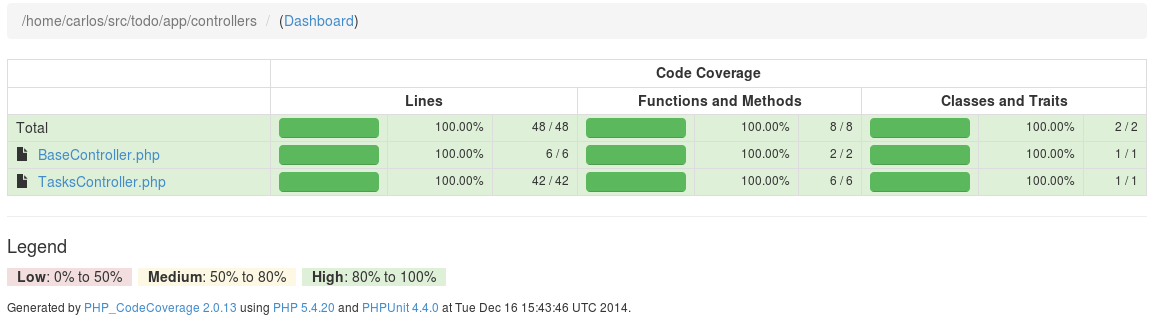 /home/carlos/src/todo/app/controllers / (Dashboard)
Code Coverage
Lines Functions and Methods Classes and Traits
Total 100.00% 48 / 48 100.00% 8 / 8 100.00% 2 / 2
BaseController.php 100.00% 6 / 6 100.00% 2 / 2 100.00% 1 / 1
TasksController.php 100.00% 42 / 42 100.00% 6 / 6 100.00% 1 / 1
Legend
Low: 0% to 50% Medium: 50% to 80% High: 80% to 100%
Generated by PHP_CodeCoverage 2.0.13 using PHP 5.4.20 and PHPUnit 4.4.0 at Tue Dec 16 15:43:46 UTC 2014.